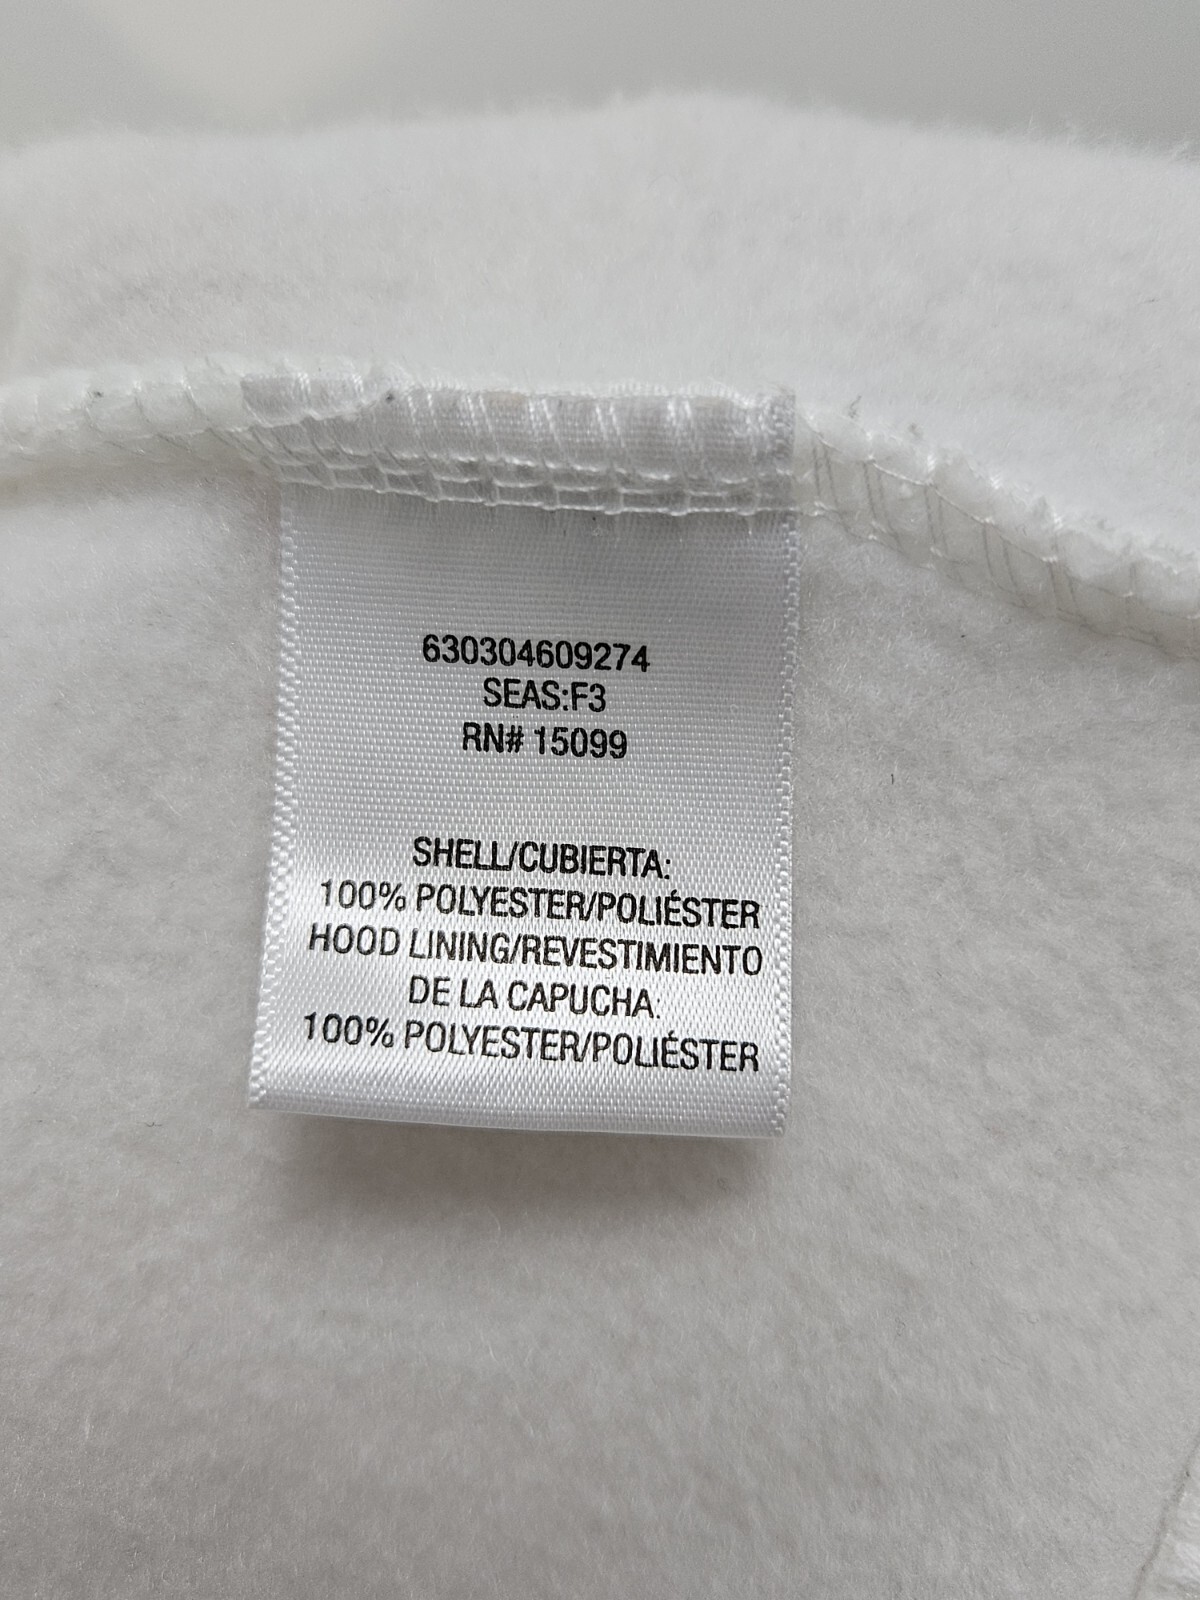 630304609274
SEAS:F3
RN# 15099
SHELL/CUBIERTA:
100% POLYESTER/POLIÉSTER
HOOD LINING/REVESTIMIENTO
DE LA CAPUCHA:
100% POLYESTER/POLIÉSTER